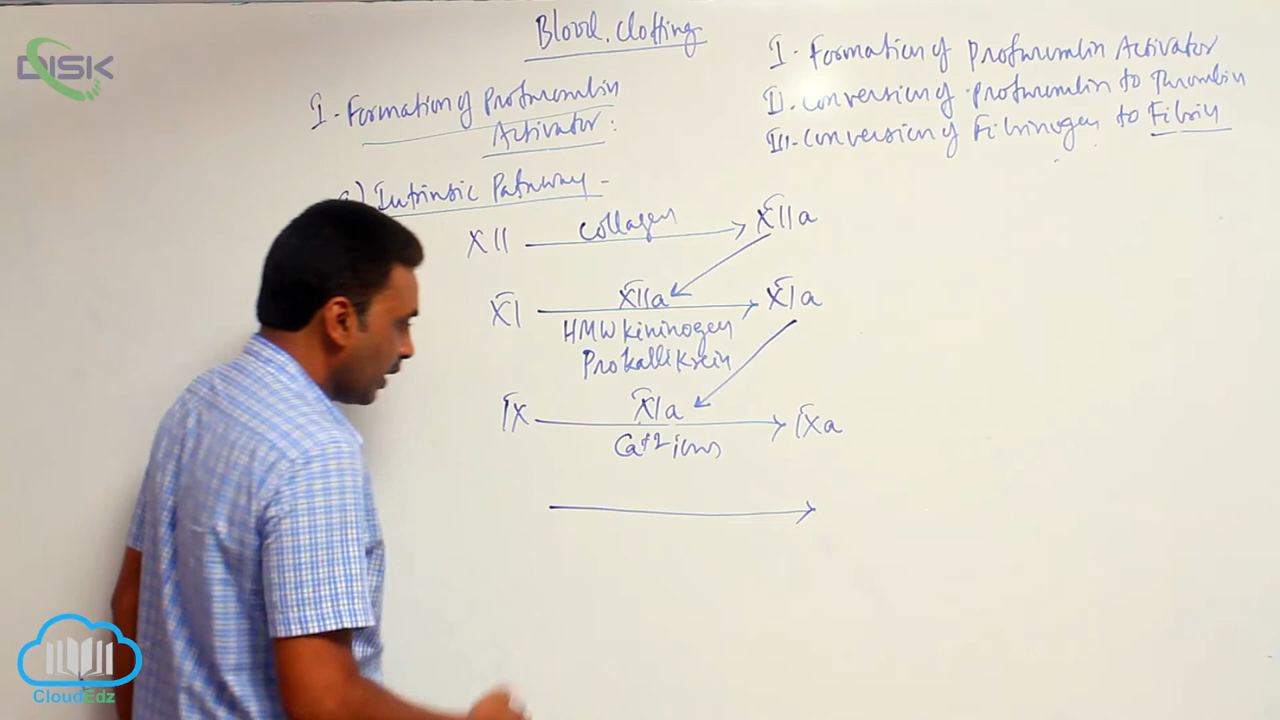 Blood Clotting
DISK
I. Formation of Prothrombin
Activator:
a) Intrinsic Pathway -
I. Formation of prothrombin Activator
II. conversion of prothrombin to Thrombin
III. conversion of Fibrinogen to Fibrin
XII collagen XIIa
XI XIIa XIa
HMW kininogen
Prokallikrein
IX XIa IXa
Ca+2 ions
CloudEdz